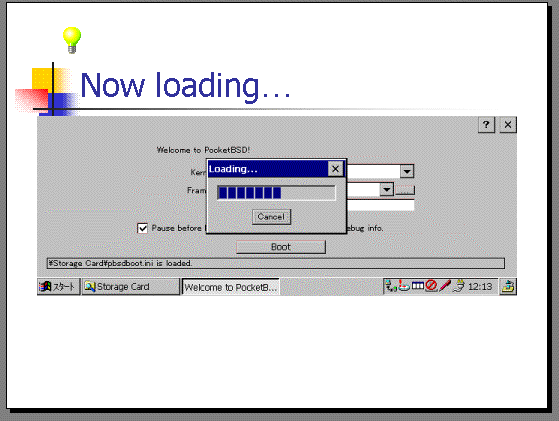 Now loading...
? ×
Welcome to PocketBSD!
Loading... ×
Kern
Fram
...
Cancel
Pause before
ebug info.
Boot
¥Storage Card¥pbsdboot.ini is loaded.
スタート Storage Card Welcome to PocketB... 12:13